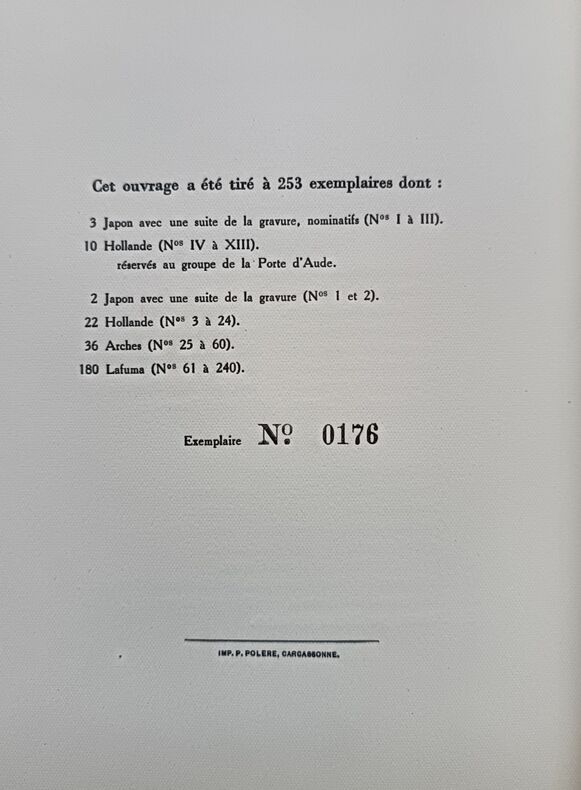 Cet ouvrage a été tiré à 253 exemplaires dont :
3 Japon avec une suite de la gravure, nominatifs (Nos I à III).
10 Hollande (Nos IV à XIII).
réservés au groupe de la Porte d'Aude.
2 Japon avec une suite de la gravure (Nos 1 et 2).
22 Hollande (Nos 3 à 24).
36 Arches (Nos 25 à 60).
180 Lafuma (Nos 61 à 240).
Exemplaire No. 0176
IMP. P. POLÈRE, CARCASSONNE.